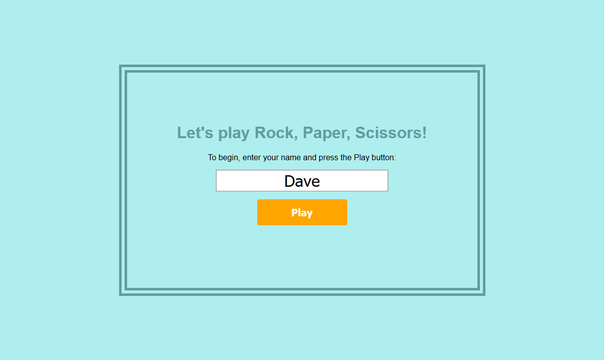 Let's play Rock, Paper, Scissors!
To begin, enter your name and press the Play button:
Dave
Play